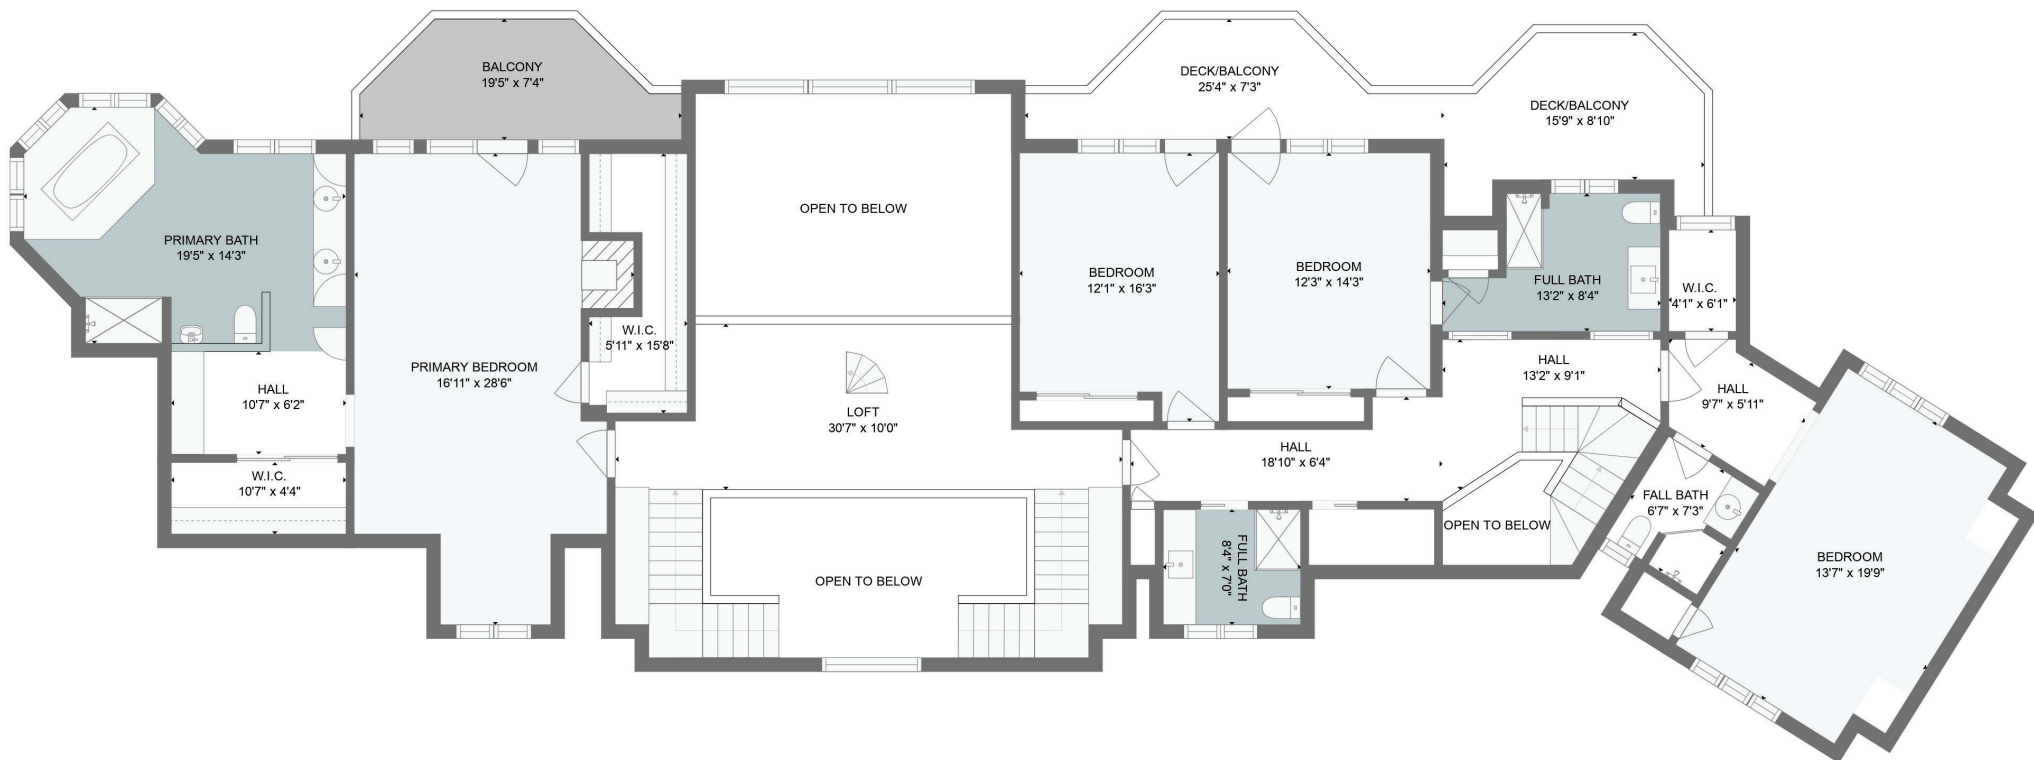 BALCONY
19'5" x 7'4"
DECK/BALCONY
25'4" x 7'3"
DECK/BALCONY
15'9" x 8'10"
PRIMARY BATH
19'5" x 14'3"
OPEN TO BELOW
BEDROOM
12'1" x 16'3"
BEDROOM
12'3" x 14'3"
FULL BATH
13'2" x 8'4"
W.I.C.
4'1" x 6'1"
W.I.C.
5'11" x 15'8"
PRIMARY BEDROOM
16'11" x 28'6"
HALL
10'7" x 6'2"
LOFT
30'7" x 10'0"
HALL
13'2" x 9'1"
HALL
9'7" x 5'11"
HALL
18'10" x 6'4"
W.I.C.
10'7" x 4'4"
FALL BATH
6'7" x 7'3"
OPEN TO BELOW
FULL BATH
8'4" x 7'0"
OPEN TO BELOW
BEDROOM
13'7" x 19'9"